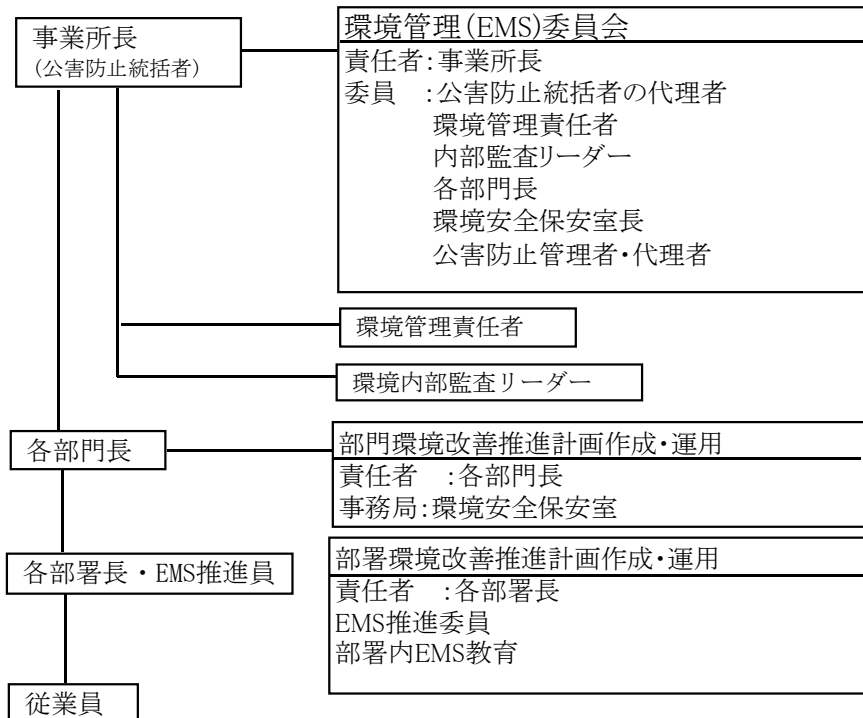 事業所長
(公害防止統括者)
環境管理(EMS)委員会
責任者:事業所長
委員　:公害防止統括者の代理者
環境管理責任者
内部監査リーダー
各部門長
環境安全保安室長
公害防止管理者・代理者
環境管理責任者
環境内部監査リーダー
各部門長
部門環境改善推進計画作成・運用
責任者　:各部門長
事務局:環境安全保安室
各部署長・EMS推進員
部署環境改善推進計画作成・運用
責任者　:各部署長
EMS推進委員
部署内EMS教育
従業員